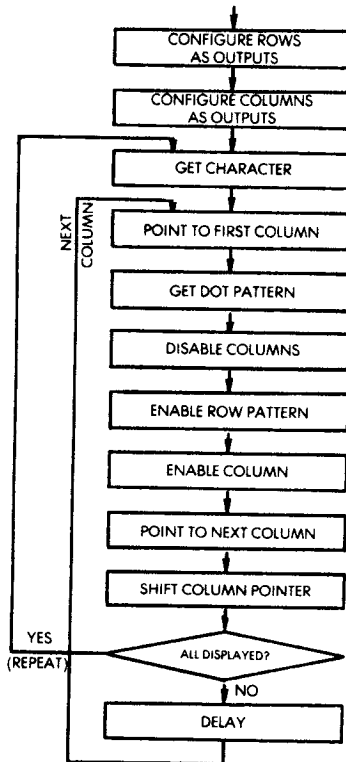 CONFIGURE ROWS
AS OUTPUTS
CONFIGURE COLUMNS
AS OUTPUTS
GET CHARACTER
NEXT
COLUMN
POINT TO FIRST COLUMN
GET DOT PATTERN
DISABLE COLUMNS
ENABLE ROW PATTERN
ENABLE COLUMN
POINT TO NEXT COLUMN
SHIFT COLUMN POINTER
YES
(REPEAT)
ALL DISPLAYED?
NO
DELAY